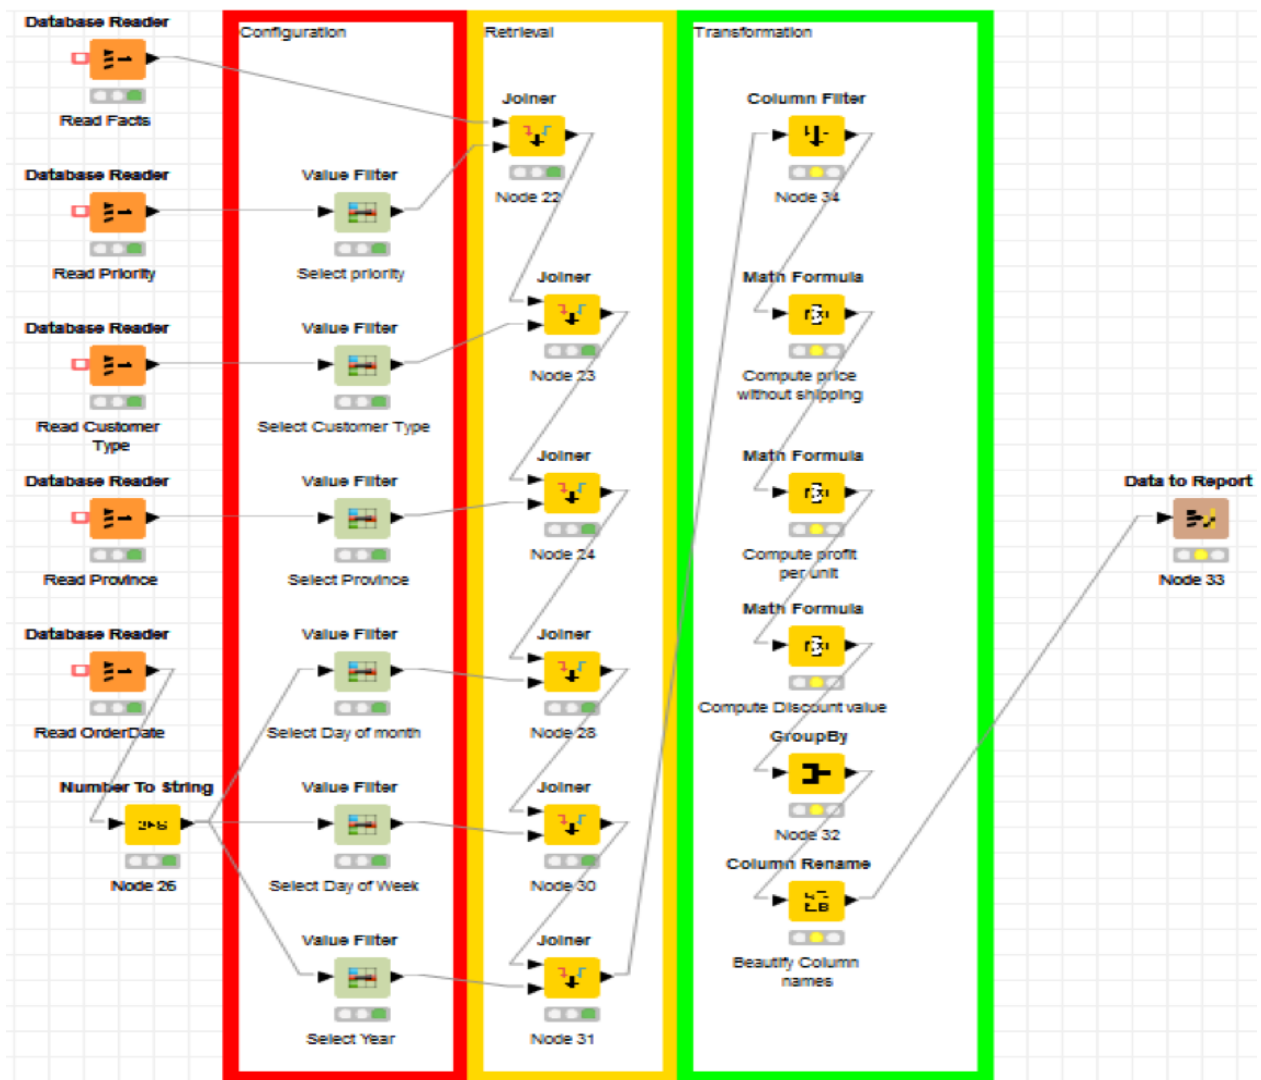 Database Reader
Read Facts
Database Reader
Read Priority
Database Reader
Read Customer
Type
Database Reader
Read Province
Database Reader
Read OrderDate
Number To String
Node 26
Configuration
Value Filter
Select priority
Value Filter
Select Customer Type
Value Filter
Select Province
Value Filter
Select Day of month
Value Filter
Select Day of Week
Value Filter
Select Year
Retrieval
Joiner
Node 22
Joiner
Node 23
Joiner
Node 24
Joiner
Node 28
Joiner
Node 30
Joiner
Node 31
Transformation
Column Filter
Node 34
Math Formula
Compute price
without shipping
Math Formula
Compute profit
per unit
Math Formula
Compute Discount value
GroupBy
Node 32
Column Rename
Beautify Column
names
Data to Report
Node 33